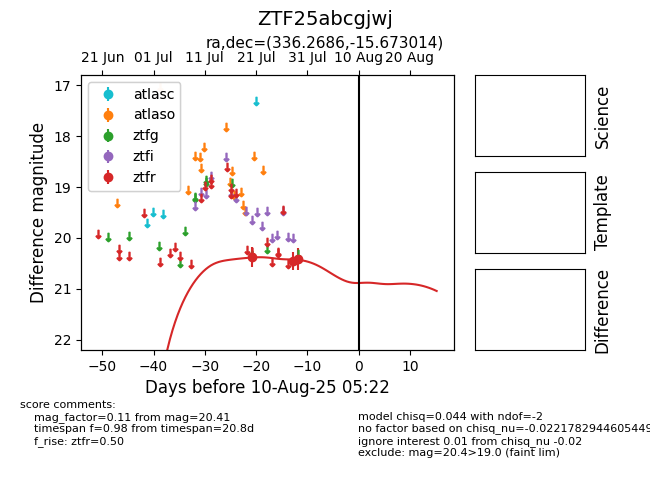 ZTF25abcgjwj
ra,dec=(336.2686,-15.673014)
21 Jun 01 Jul 11 Jul 21 Jul 31 Jul 10 Aug 20 Aug
atlasc
atlaso
ztfg
ztfi
ztfr
17
18
19
20
21
22
Difference magnitude
−50 −40 −30 −20 −10 0 10
Days before 10-Aug-25 05:22
Science
Template
Difference
score comments:
mag_factor=0.11 from mag=20.41
timespan f=0.98 from timespan=20.8d
f_rise: ztfr=0.50
model chisq=0.044 with ndof=-2
no factor based on chisq_nu=-0.0221782944605449
ignore interest 0.01 from chisq_nu -0.02
exclude: mag=20.4>19.0 (faint lim)